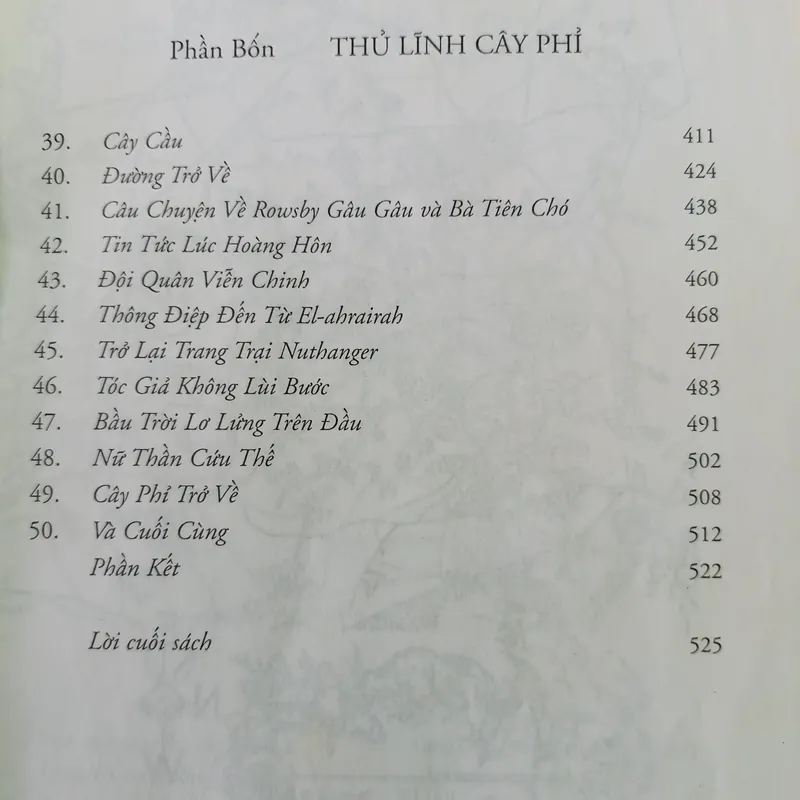 Phần Bốn THỦ LĨNH CÂY PHỈ
39. Cây Cầu 411
40. Đường Trở Về 424
41. Câu Chuyện Về Rowsby Gâu Gâu và Bà Tiên Chó 438
42. Tin Tức Lúc Hoàng Hôn 452
43. Đội Quân Viễn Chinh 460
44. Thông Điệp Đến Từ El-ahrairah 468
45. Trở Lại Trang Trại Nuthanger 477
46. Tóc Giả Không Lùi Bước 483
47. Bầu Trời Lơ Lửng Trên Đầu 491
48. Nữ Thần Cứu Thế 502
49. Cây Phỉ Trở Về 508
50. Và Cuối Cùng 512
Phần Kết 522
Lời cuối sách 525